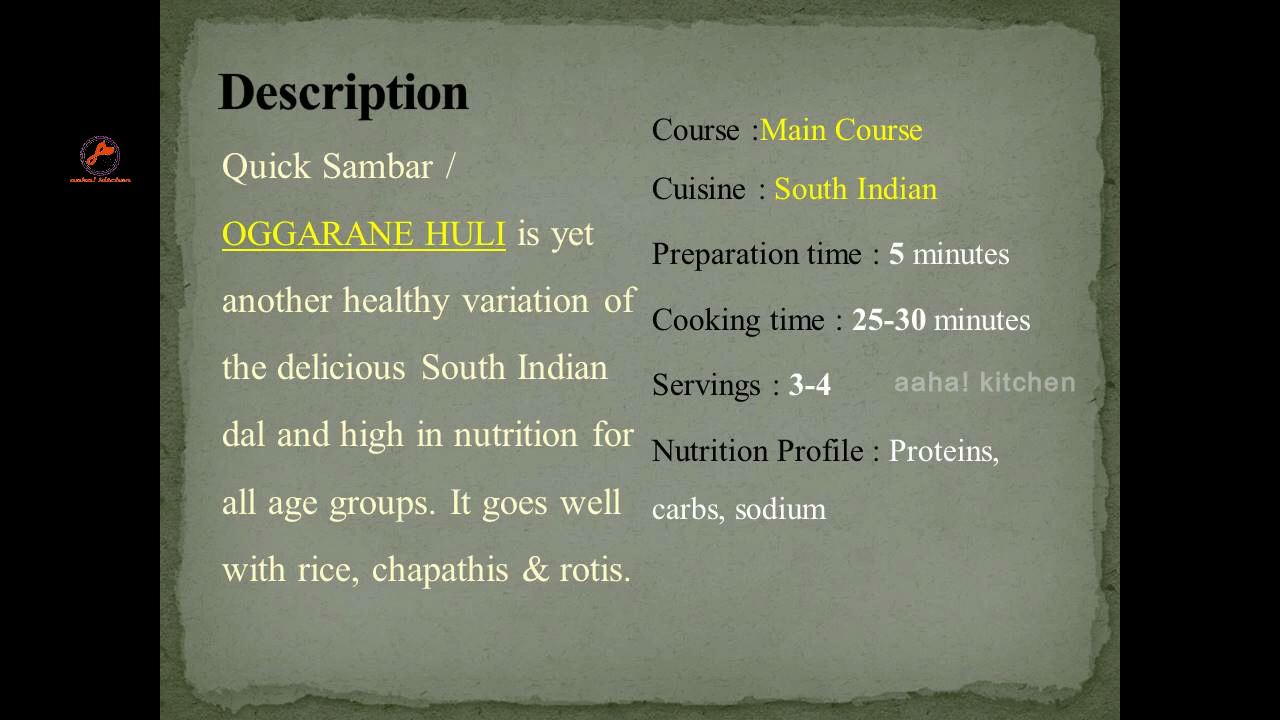 Description
Quick Sambar /
OGGARANE HULI is yet
another healthy variation of
the delicious South Indian
dal and high in nutrition for
all age groups. It goes well
with rice, chapathis & rotis.
Course :Main Course
Cuisine : South Indian
Preparation time : 5 minutes
Cooking time : 25-30 minutes
Servings : 3-4
Nutrition Profile : Proteins,
carbs, sodium
aaha! kitchen
aaha! kitchen